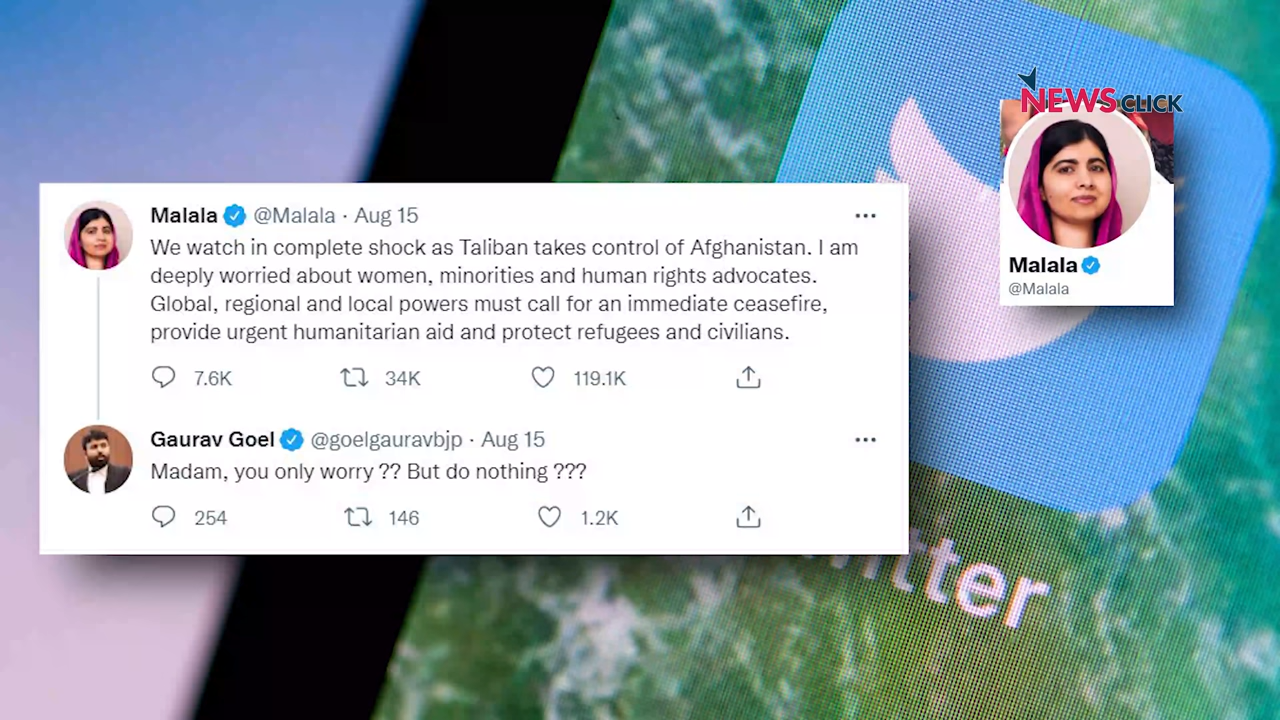 NEWSCLICK
Malala @Malala · Aug 15
We watch in complete shock as Taliban takes control of Afghanistan. I am
deeply worried about women, minorities and human rights advocates.
Global, regional and local powers must call for an immediate ceasefire,
provide urgent humanitarian aid and protect refugees and civilians.
7.6K 34K 119.1K
Gaurav Goel @goelgauravbjp · Aug 15
Madam, you only worry ?? But do nothing ???
254 146 1.2K
Malala
@Malala